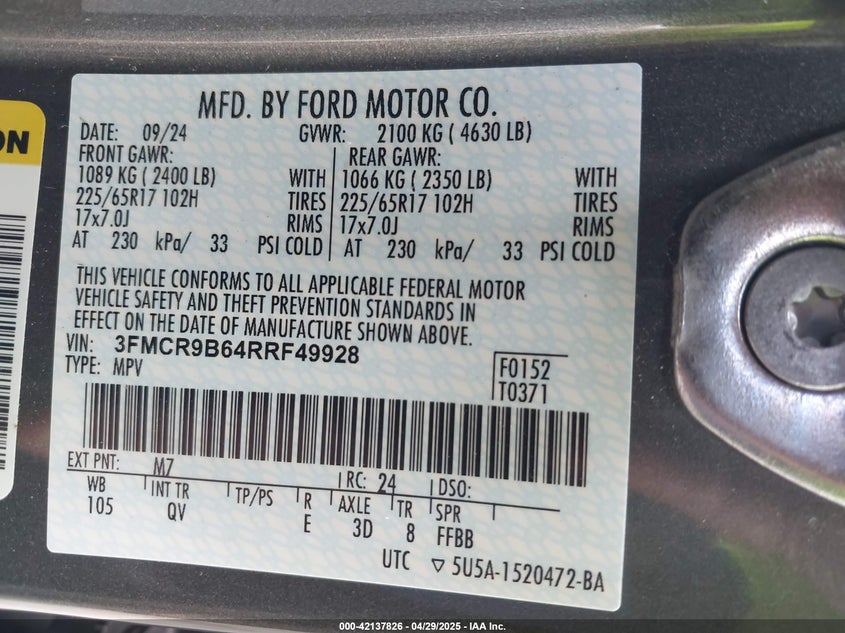 ON
MFD. BY FORD MOTOR CO.
DATE: 09/24 GVWR: 2100 KG ( 4630 LB)
FRONT GAWR: REAR GAWR:
1089 KG ( 2400 LB) WITH 1066 KG ( 2350 LB) WITH
225/65R17 102H TIRES 225/65R17 102H TIRES
17x7.0J RIMS 17x7.0J RIMS
AT 230 kPa/ 33 PSI COLD AT 230 kPa/ 33 PSI COLD
THIS VEHICLE CONFORMS TO ALL APPLICABLE FEDERAL MOTOR
VEHICLE SAFETY AND THEFT PREVENTION STANDARDS IN
EFFECT ON THE DATE OF MANUFACTURE SHOWN ABOVE.
VIN: 3FMCR9B64RRF49928
TYPE: MPV F0152
T0371
EXT PNT: M7 RC: 24 DSO:
WB INT TR TP/PS R AXLE TR SPR
105 QV E 3D 8 FFBB
UTC ▽ 5U5A-1520472-BA
000-42137826 - 04/29/2025 - IAA Inc.